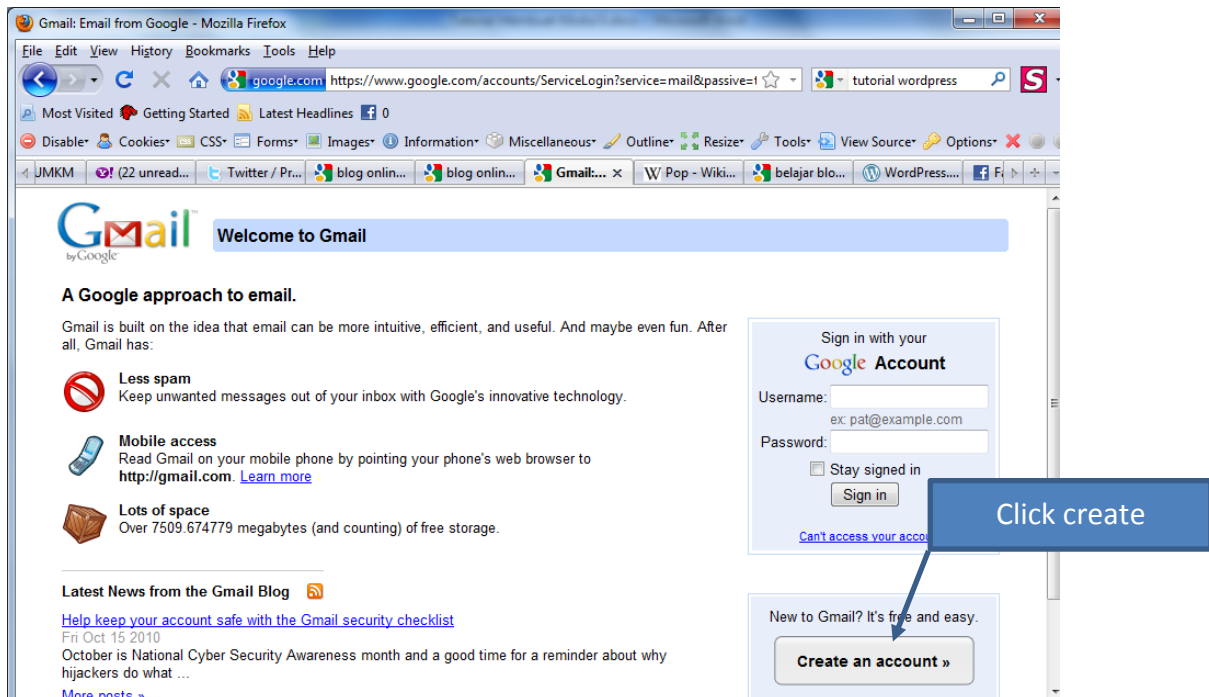 Gmail: Email from Google - Mozilla Firefox
File Edit View History Bookmarks Tools Help
google.com https://www.google.com/accounts/ServiceLogin?service=mail&passive=t
tutorial wordpress
S
Most Visited Getting Started Latest Headlines 0
Disable Cookies CSS Forms Images Information Miscellaneous Outline Resize Tools View Source Options
UMKM (22 unread... Twitter / Pr... blog onlin... blog onlin... Gmail:... W Pop - Wiki... belajar blo... WordPress....
Gmail
by Google
Welcome to Gmail
A Google approach to email.
Gmail is built on the idea that email can be more intuitive, efficient, and useful. And maybe even fun. After
all, Gmail has:
Less spam
Keep unwanted messages out of your inbox with Google's innovative technology.
Mobile access
Read Gmail on your mobile phone by pointing your phone's web browser to
http://gmail.com. Learn more
Lots of space
Over 7509.674779 megabytes (and counting) of free storage.
Latest News from the Gmail Blog
Help keep your account safe with the Gmail security checklist
Fri Oct 15 2010
October is National Cyber Security Awareness month and a good time for a reminder about why
hijackers do what ...
More posts »
Sign in with your
Google Account
Username:
ex: pat@example.com
Password:
Stay signed in
Sign in
Can't access your
Click create
New to Gmail? It's free and easy.
Create an account »